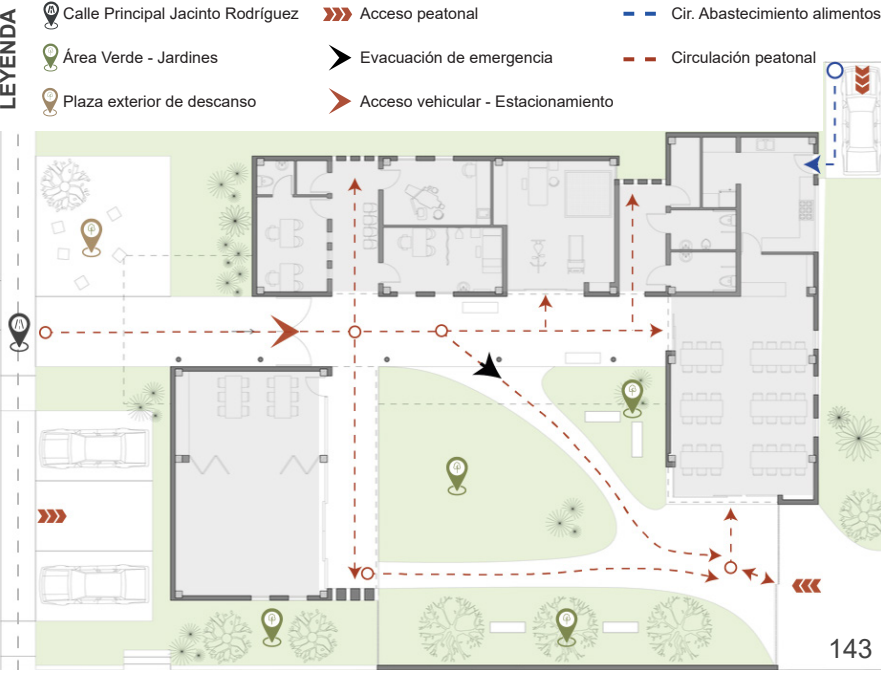 LEYENDA
Calle Principal Jacinto Rodríguez
Área Verde - Jardines
Plaza exterior de descanso
Acceso peatonal
Evacuación de emergencia
Acceso vehicular - Estacionamiento
Cir. Abastecimiento alimentos
Circulación peatonal
143